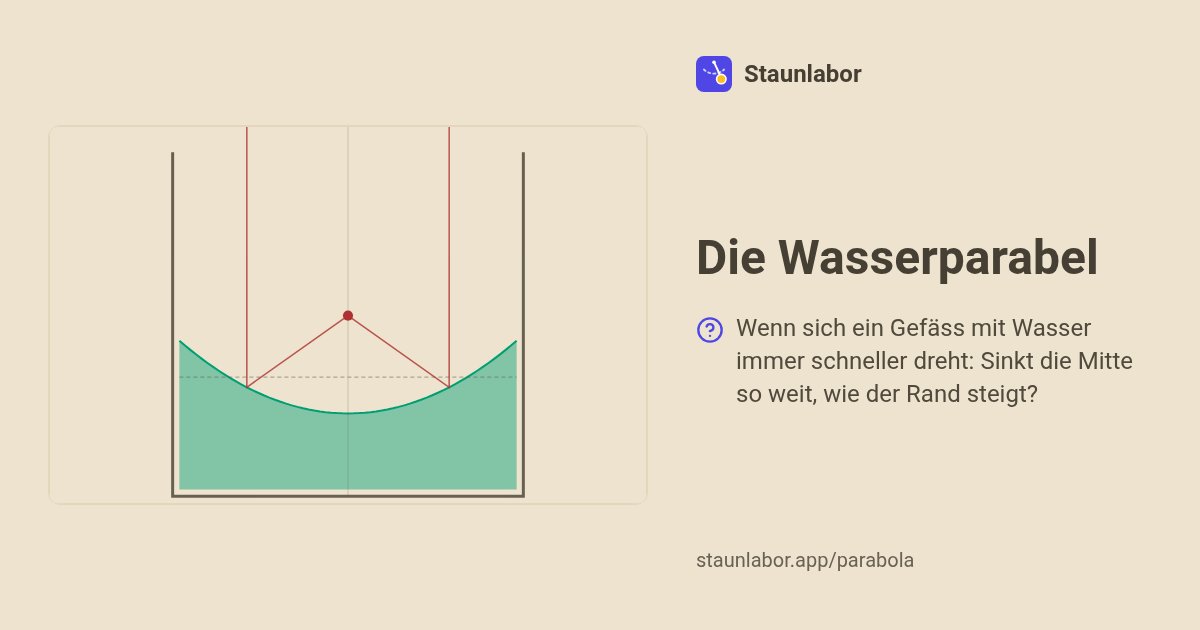 Staunlabor
Die Wasserparabel
Wenn sich ein Gefäss mit Wasser
immer schneller dreht: Sinkt die Mitte
so weit, wie der Rand steigt?
staunlabor.app/parabola